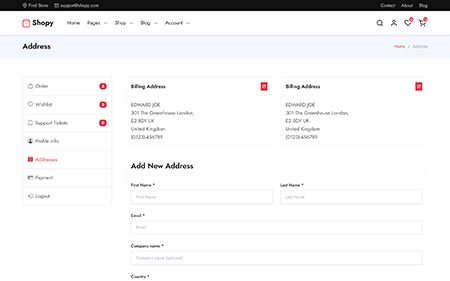 Find Store support@shopy.com Contact About Blog
Shopy Home Pages Shop Blog Account
Address Home / Address
Order
Wishlist
Support Tickets
Profile Info
Addresses
Payment
Logout
Billing Address
EDWARD JOE
301 The Greenhouse London,
E2 8DY UK
United Kingdom
(0123)-456789
Billing Address
EDWARD JOE
301 The Greenhouse London,
E2 8DY UK
United Kingdom
(0123)-456789
Add New Address
First Name * Last Name *
First Name Last Name
Email *
Email
Company name *
Company name (optional)
Country *